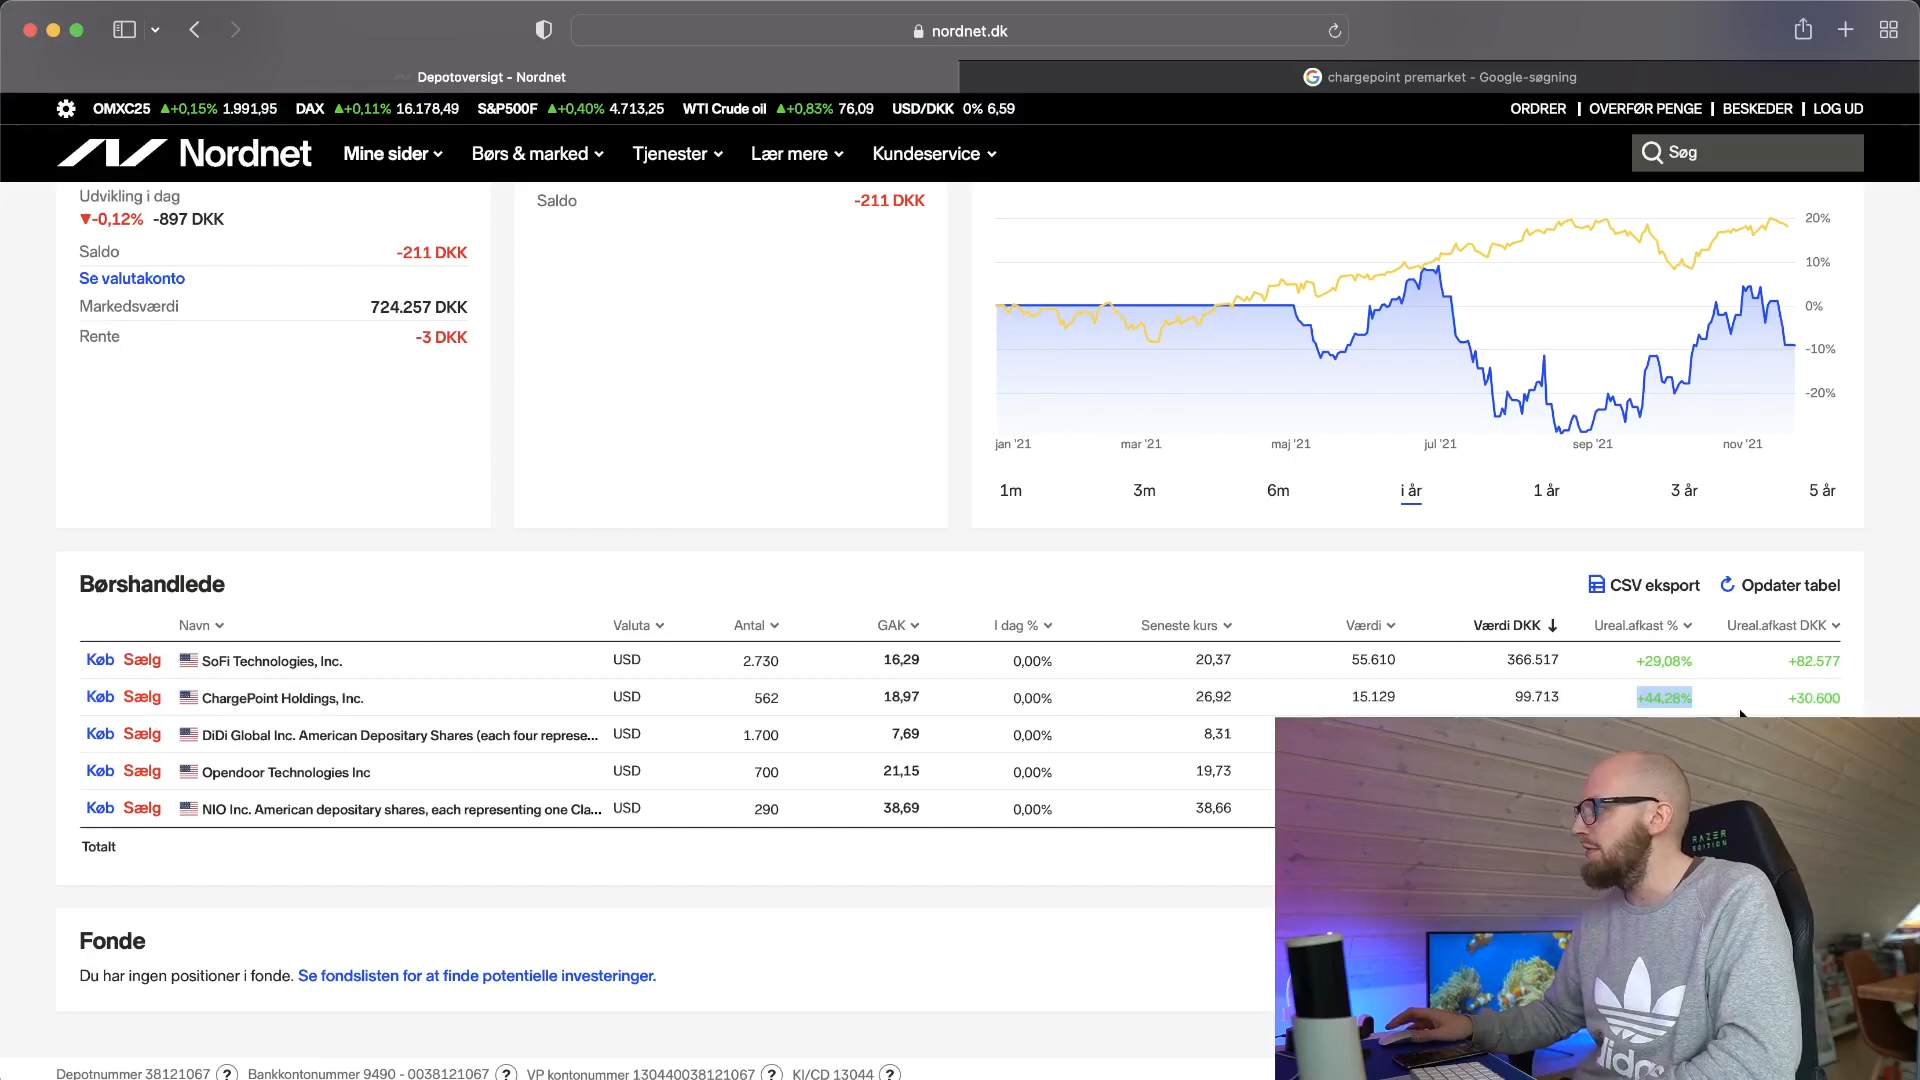 nordnet.dk
Depotoversigt - Nordnet
chargepoint premarket - Google-søgning
OMXC25 ▲+0,15% 1.991,95 DAX ▲+0,11% 16.178,49 S&P500F ▲+0,40% 4.713,25 WTI Crude oil ▲+0,83% 76,09 USD/DKK 0% 6,59
ORDRER | OVERFØR PENGE | BESKEDER | LOG UD
Nordnet Mine sider Børs & marked Tjenester Lær mere Kundeservice Søg
Udvikling i dag
▼-0,12% -897 DKK
Saldo -211 DKK
Se valutakonto
Markedsværdi 724.257 DKK
Rente -3 DKK
Saldo -211 DKK
20%
10%
0%
-10%
-20%
jan '21 mar '21 maj '21 jul '21 sep '21 nov '21
1m 3m 6m i år 1 år 3 år 5 år
Børshandlede
CSV eksport Opdater tabel
Navn Valuta Antal GAK I dag % Seneste kurs Værdi Værdi DKK ↓ Ureal.afkast % Ureal.afkast DKK
Køb Sælg SoFi Technologies, Inc. USD 2.730 16,29 0,00% 20,37 55.610 366.517 +29,08% +82.577
Køb Sælg ChargePoint Holdings, Inc. USD 562 18,97 0,00% 26,92 15.129 99.713 +44,28% +30.600
Køb Sælg DiDi Global Inc. American Depositary Shares (each four represe... USD 1.700 7,69 0,00% 8,31
Køb Sælg Opendoor Technologies Inc USD 700 21,15 0,00% 19,73
Køb Sælg NIO Inc. American depositary shares, each representing one Cla... USD 290 38,69 0,00% 38,66
Totalt
Fonde
Du har ingen positioner i fonde. Se fondslisten for at finde potentielle investeringer.
Depotnummer 38121067 ? Bankkontonummer 9490 - 0038121067 ? VP kontonummer 130440038121067 ? KI/CD 13044 ?
RAZER
EDITION
adidas